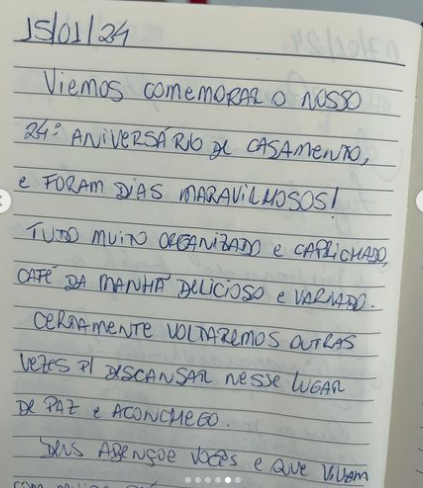 15/01/24
Viemos comemorar o nosso
24º aniversário de casamento,
e foram dias maravilhosos!
Tudo muito organizado e caprichado,
café da manhã delicioso e variado.
Certamente voltaremos outras
vezes p/ descansar nesse lugar
de paz e aconchego.
Deus abençoe vocês e que vivam
com